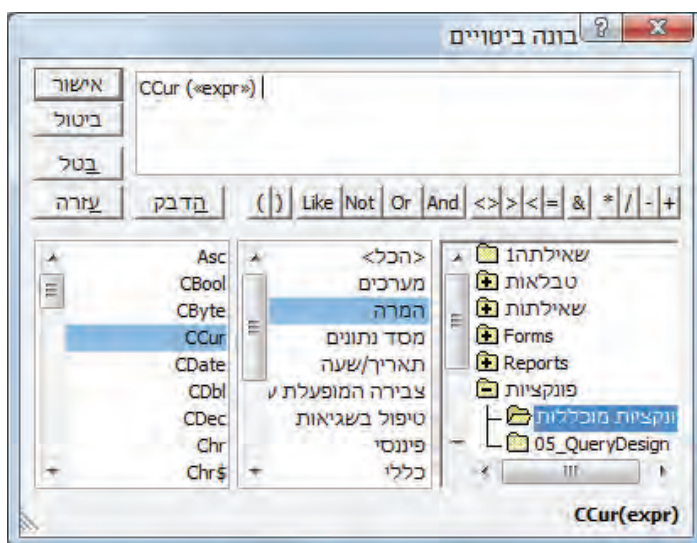 בונה ביטויים
CCur («expr»)
אישור
ביטול
בטל
עזרה
הדבק
( ) Like Not Or And <> > < = & * / - +
שאילתה1
טבלאות
שאילתות
Forms
Reports
פונקציות
פונקציות מוכללות
05_QueryDesign
<הכל>
מערכים
המרה
מסד נתונים
תאריך/שעה
צבירה המופעלת ע
טיפול בשגיאות
פיננסי
כללי
Asc
CBool
CByte
CCur
CDate
CDbl
CDec
Chr
Chr$
CCur(expr)